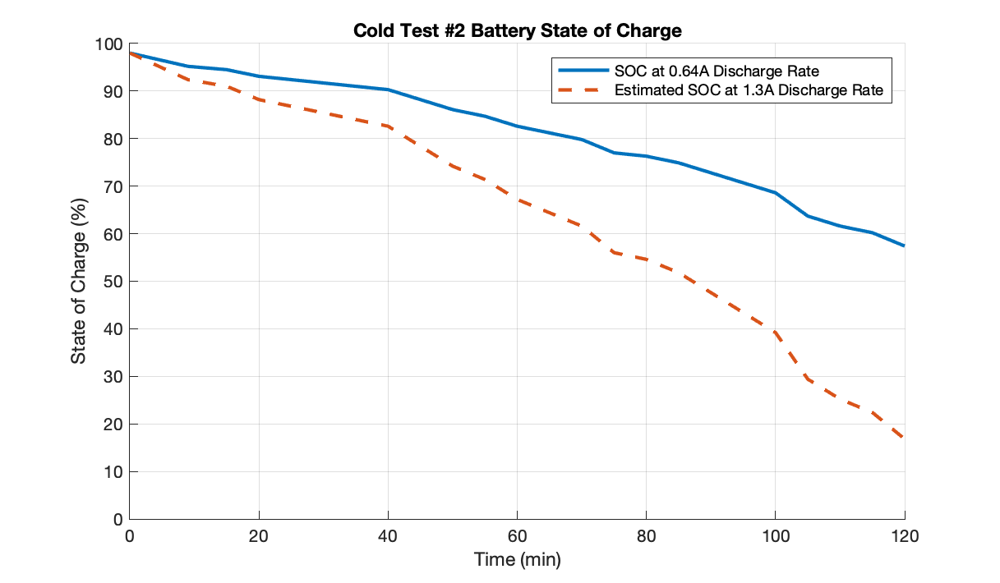 Cold Test #2 Battery State of Charge
SOC at 0.64A Discharge Rate
Estimated SOC at 1.3A Discharge Rate
State of Charge (%)
100
90
80
70
60
50
40
30
20
10
0
0 20 40 60 80 100 120
Time (min)